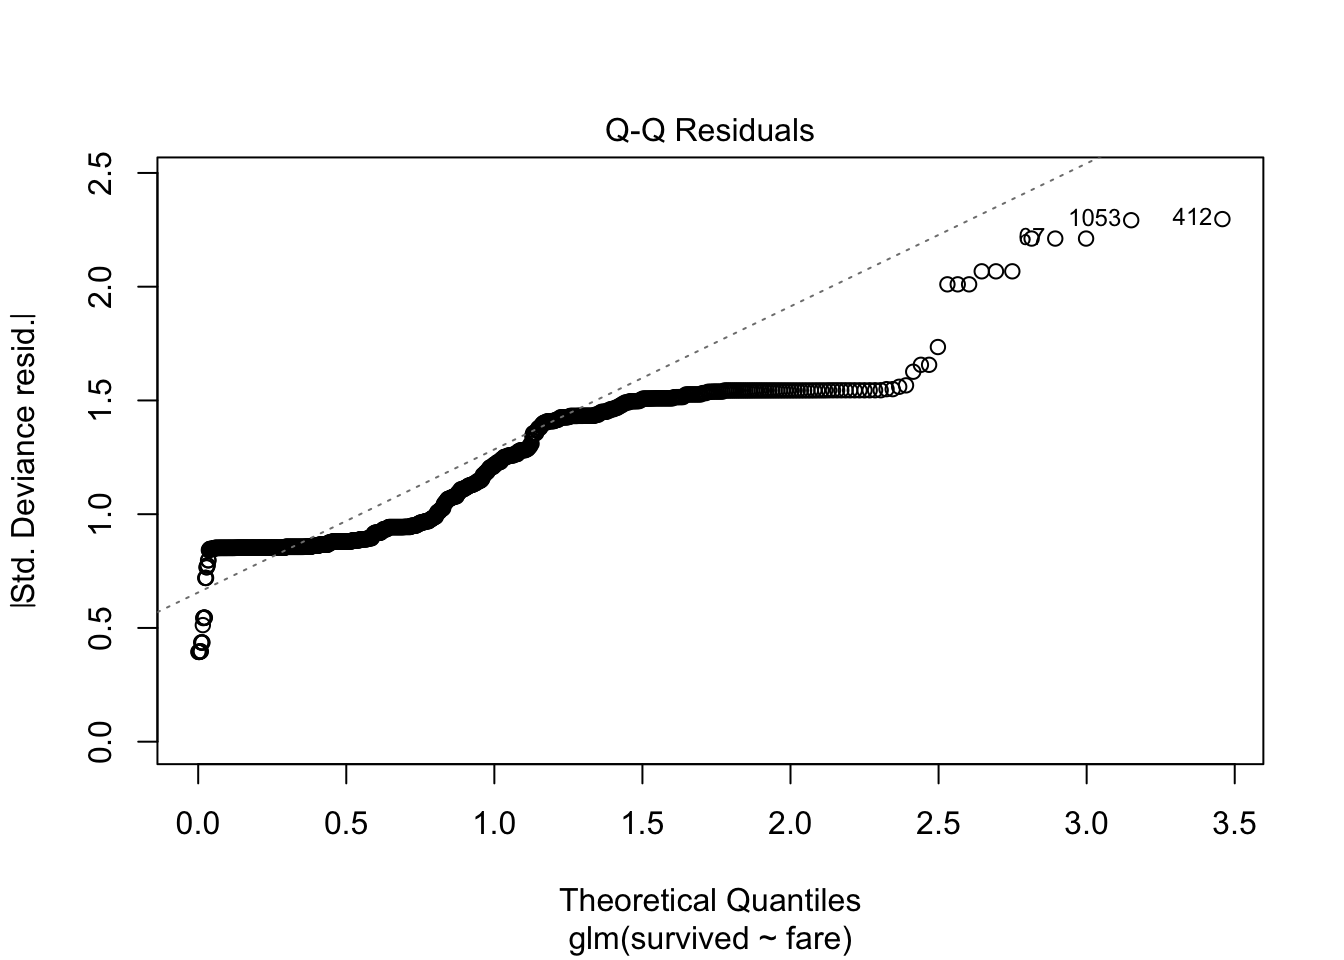 Q-Q Residuals
|Std. Deviance resid.|
2.5
2.0
1.5
1.0
0.5
0.0
1053
412
0.0 0.5 1.0 1.5 2.0 2.5 3.0 3.5
Theoretical Quantiles
glm(survived ~ fare)